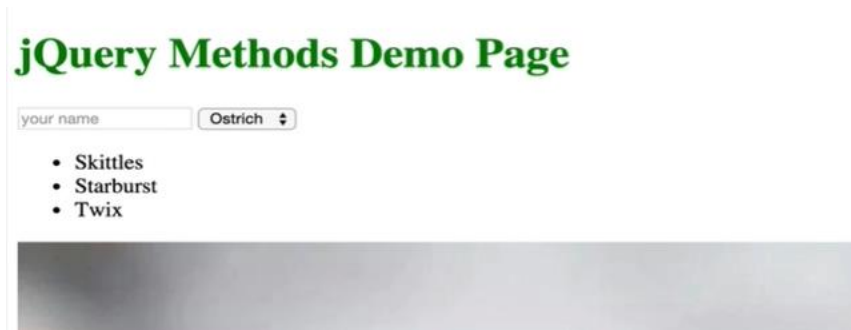 jQuery Methods Demo Page
your name Ostrich
Skittles
Starburst
Twix